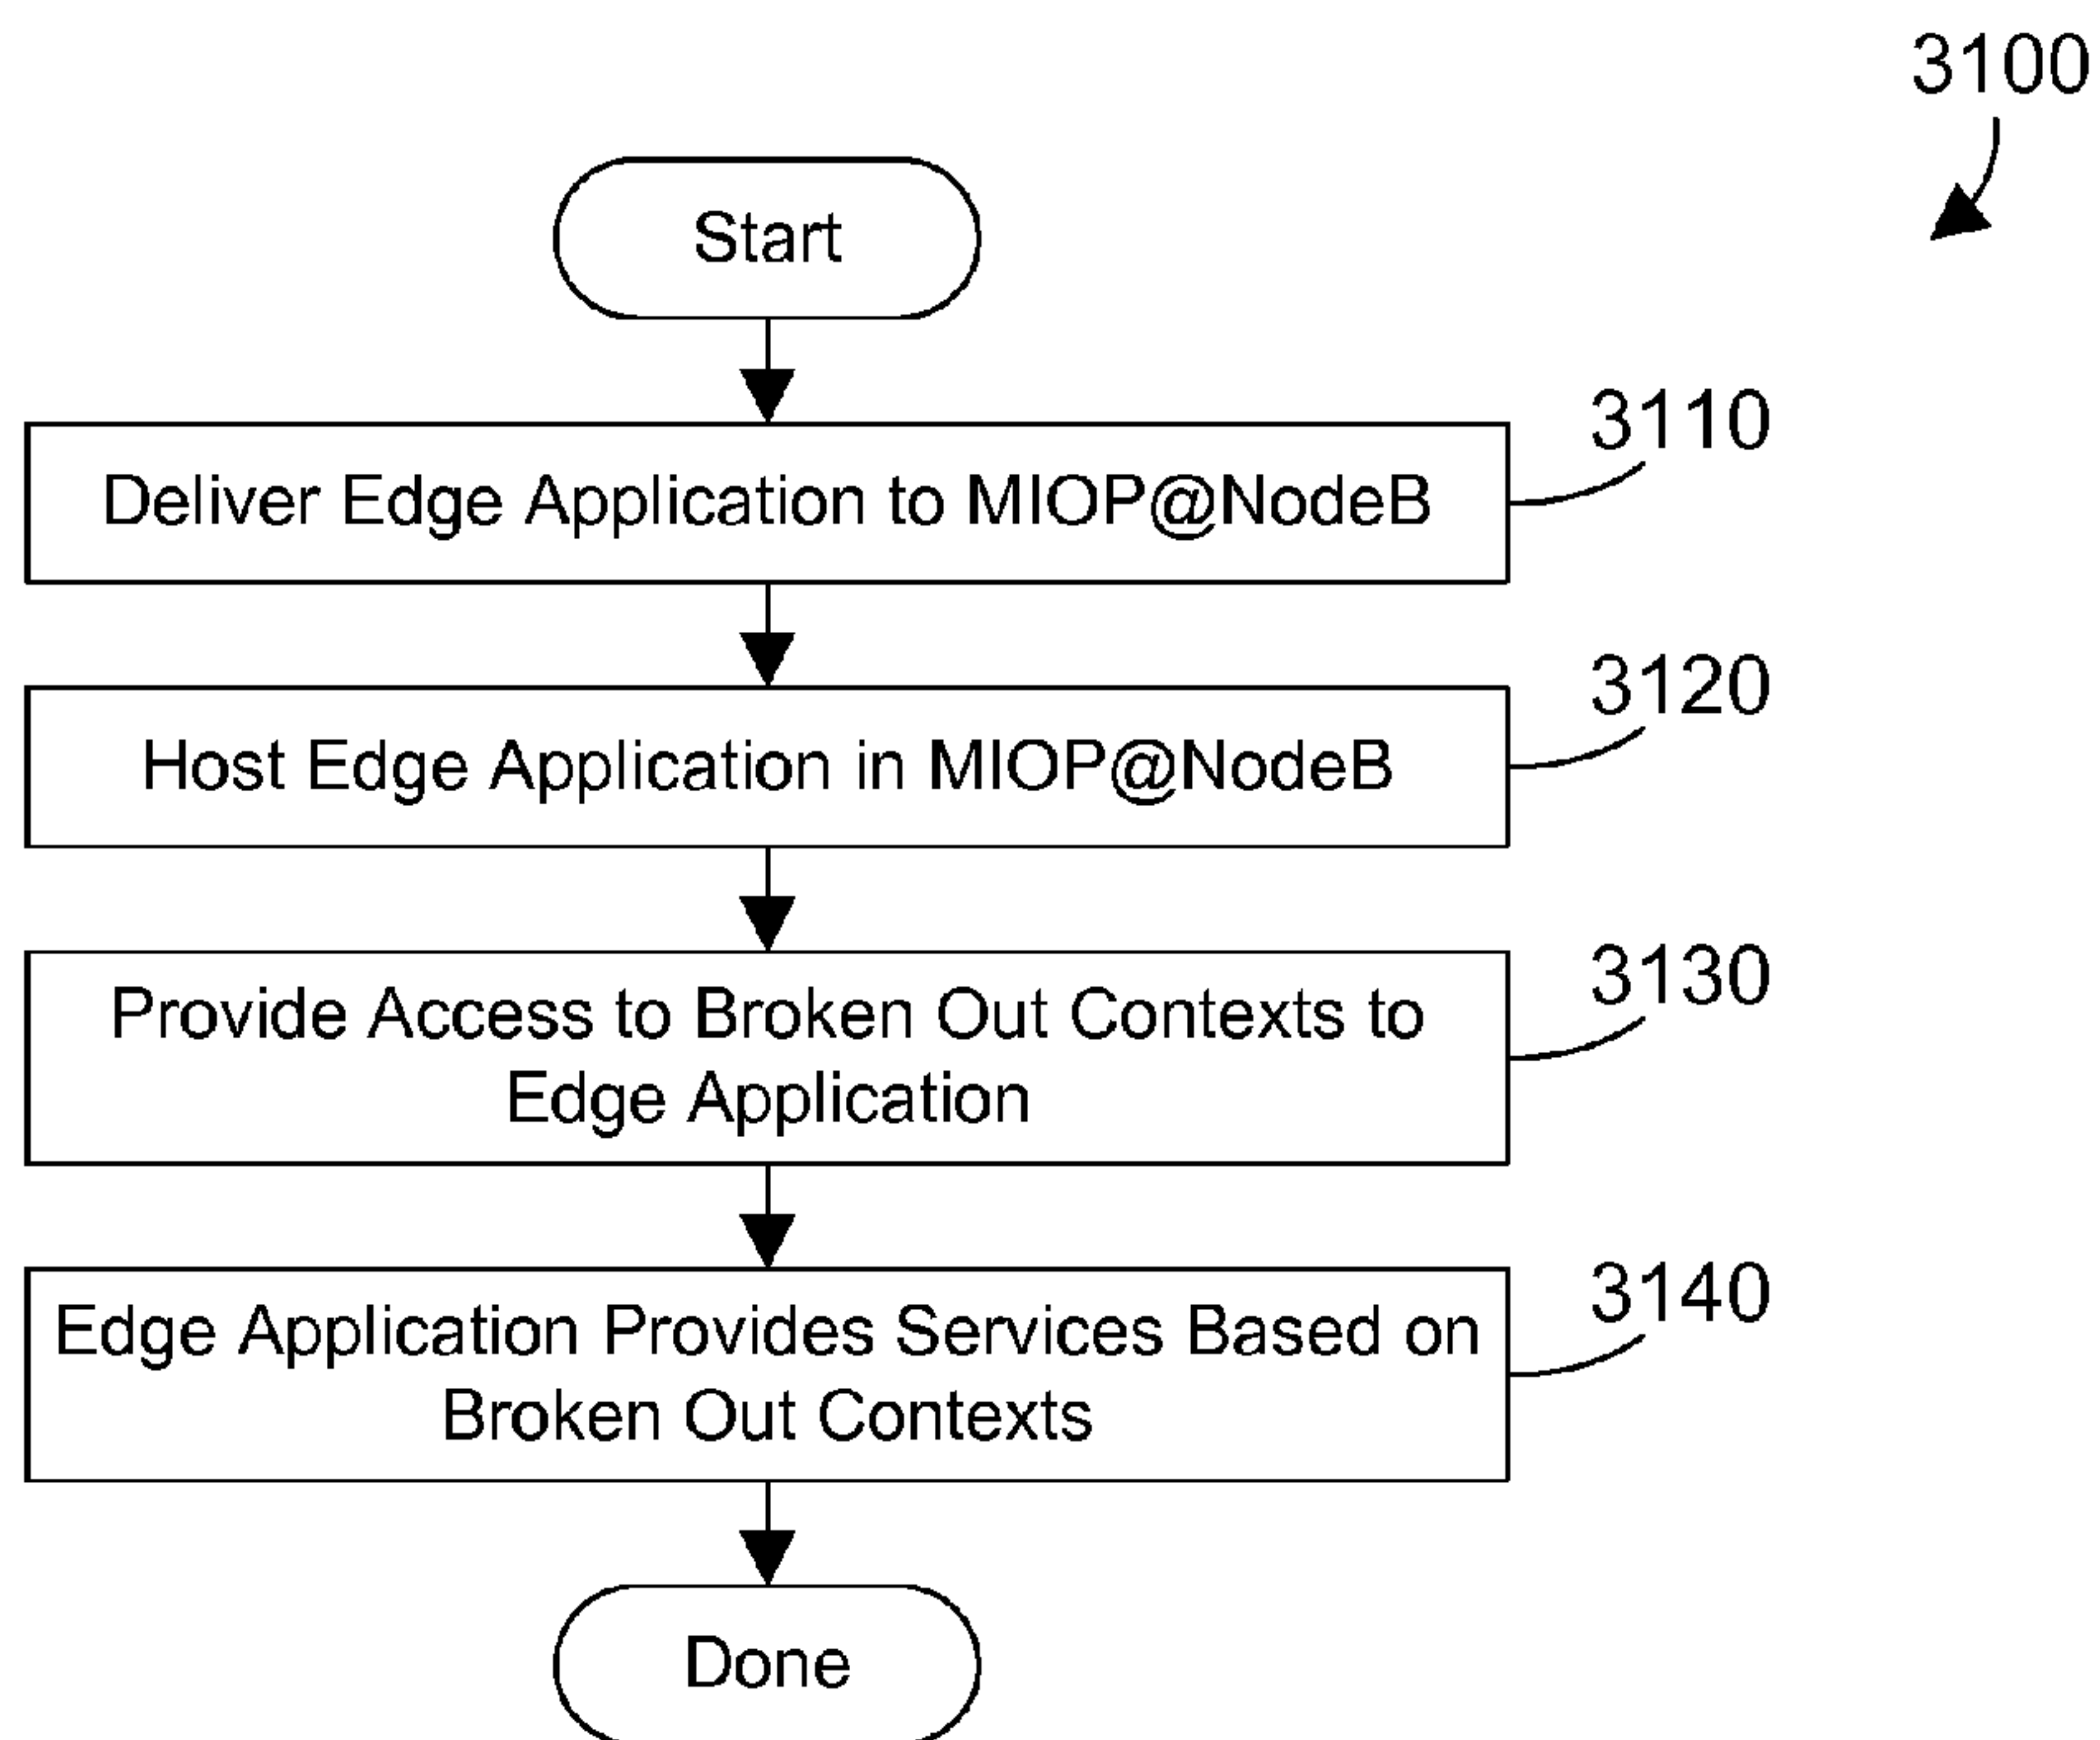 3100
Start
Deliver Edge Application to MIOP@NodeB
3110
Host Edge Application in MIOP@NodeB
3120
Provide Access to Broken Out Contexts to
Edge Application
3130
Edge Application Provides Services Based on
Broken Out Contexts
3140
Done